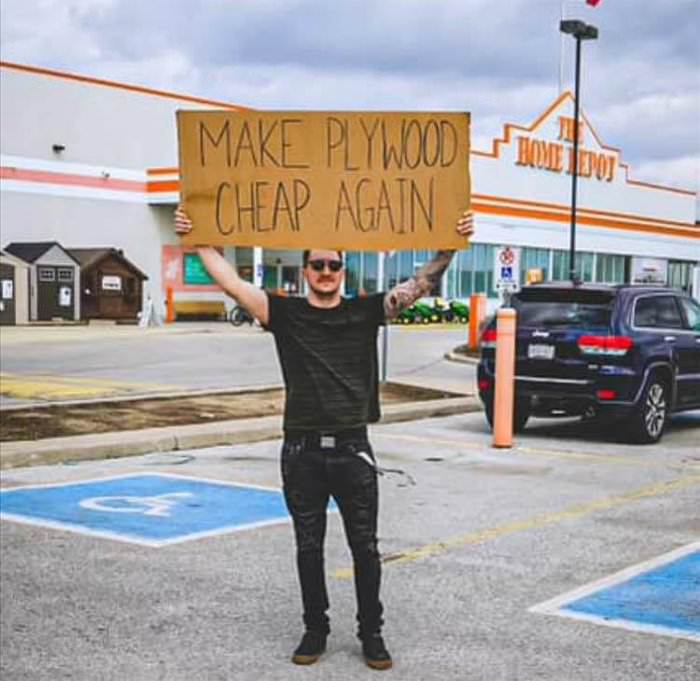 MAKE PLYWOOD
CHEAP AGAIN
THE
HOME DEPOT